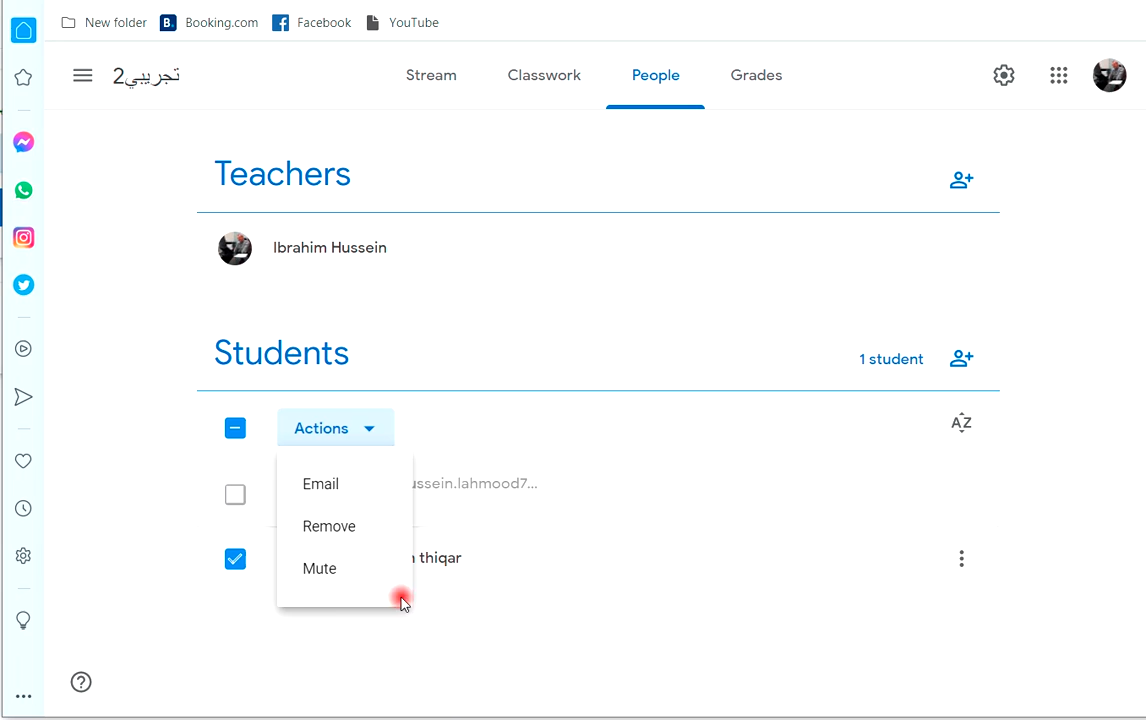 New folder Booking.com Facebook YouTube
تجريبي2 Stream Classwork People Grades
Teachers
Ibrahim Hussein
Students 1 student
Actions
Email ussein.lahmood7...
Remove
thiqar
Mute